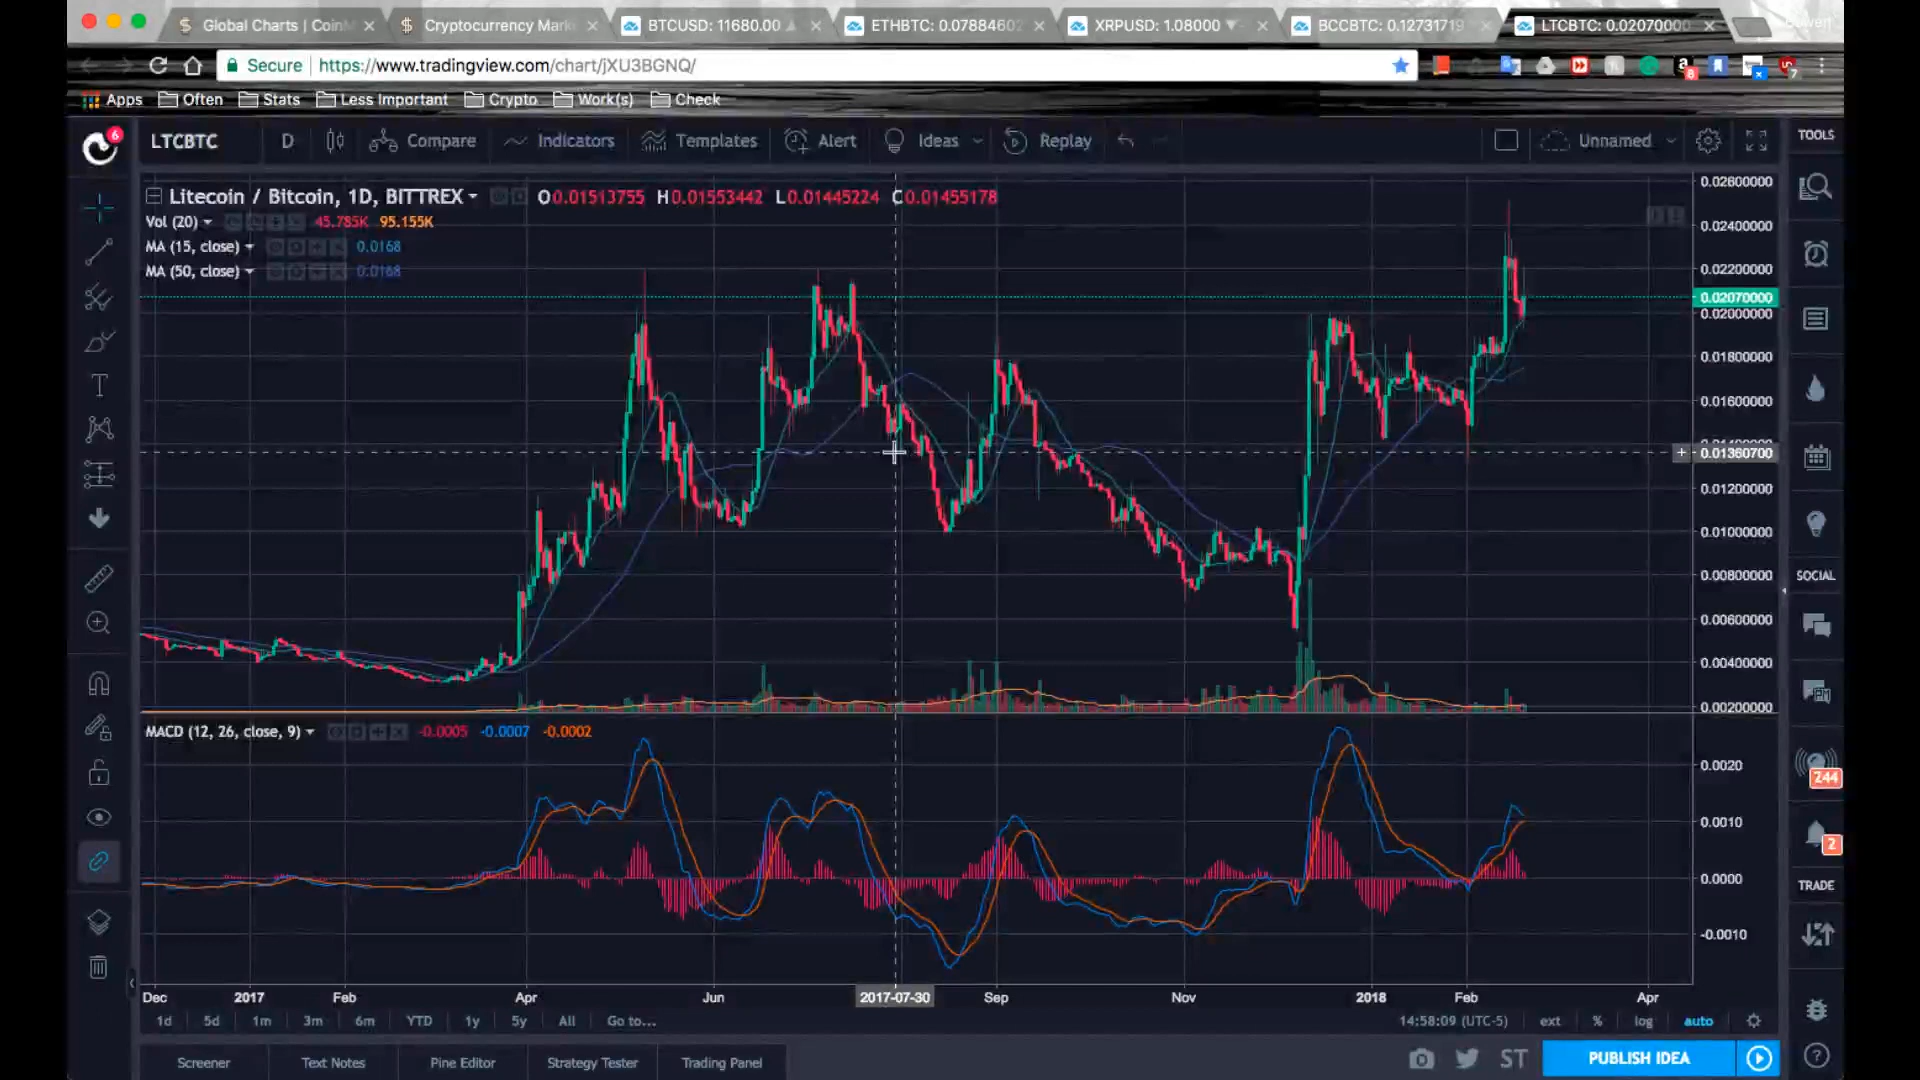 Global Charts | CoinM
Cryptocurrency Mark
BTCUSD: 11680.00
ETHBTC: 0.07884602
XRPUSD: 1.08000
BCCBTC: 0.12731719
LTCBTC: 0.02070000
Secure https://www.tradingview.com/chart/jXU3BGNQ/
Apps Often Stats Less Important Crypto Work(s) Check
6
LTCBTC D Compare Indicators Templates Alert Ideas Replay Unnamed
TOOLS
Litecoin / Bitcoin, 1D, BITTREX O0.01513755 H0.01553442 L0.01445224 C0.01455178
Vol (20) 45.785K 95.155K
MA (15, close) 0.0168
MA (50, close) 0.0168
0.02600000
0.02400000
0.02200000
0.02070000
0.02000000
0.01800000
0.01600000
0.01360700
0.01200000
0.01000000
0.00800000
0.00600000
0.00400000
0.00200000
SOCIAL
MACD (12, 26, close, 9) -0.0005 -0.0007 -0.0002
0.0020
0.0010
0.0000
-0.0010
244
2
TRADE
Dec 2017 Feb Apr Jun 2017-07-30 Sep Nov 2018 Feb Apr
1d 5d 1m 3m 6m YTD 1y 5y All Go to... 14:58:09 (UTC-5) ext % log auto
Screener Text Notes Pine Editor Strategy Tester Trading Panel ST PUBLISH IDEA